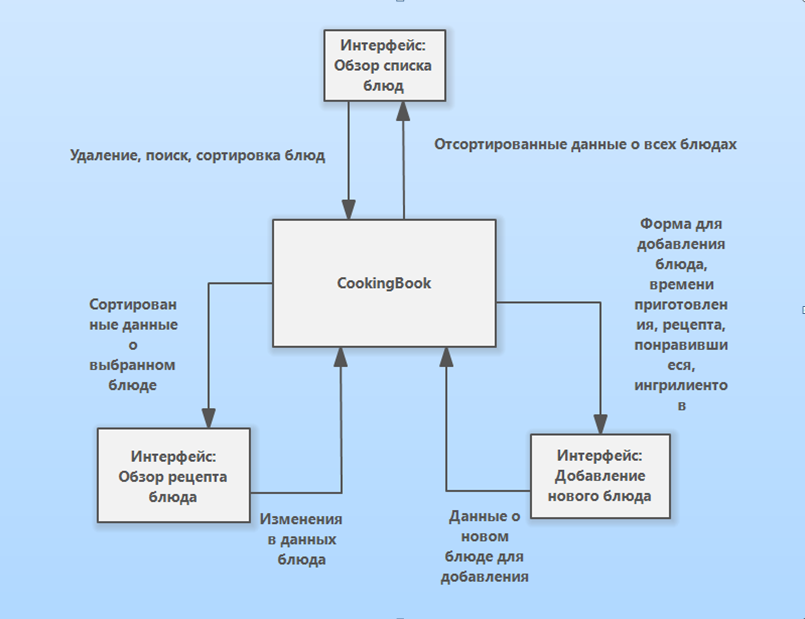 Интерфейс:
Обзор списка
блюд
Удаление, поиск, сортировка блюд
Отсортированные данные о всех блюдах
CookingBook
Форма для
добавления
блюда,
времени
приготовлен
ия, рецепта,
понравивши
еся,
ингрилиенто
в
Сортирован
ные данные
о
выбранном
блюде
Интерфейс:
Обзор рецепта
блюда
Изменения
в данных
блюда
Данные о
новом
блюде для
добавления
Интерфейс:
Добавление
нового блюда